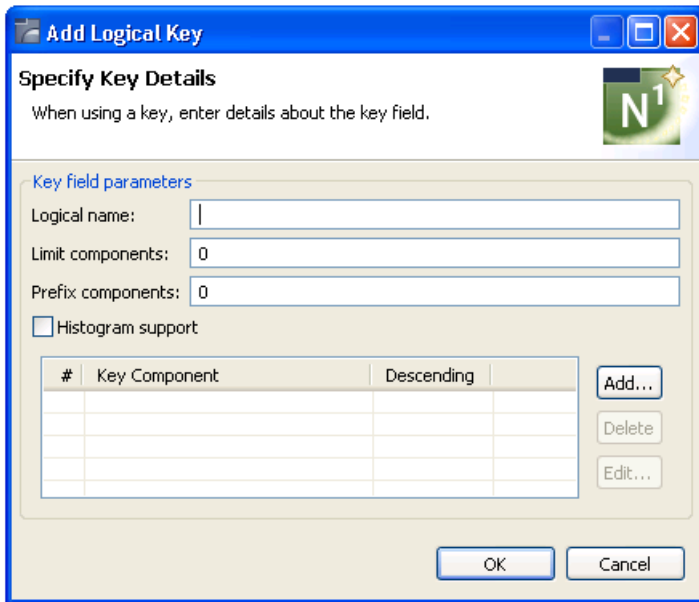 Add Logical Key
Specify Key Details
When using a key, enter details about the key field.
N1
Key field parameters
Logical name:
Limit components: 0
Prefix components: 0
Histogram support
# Key Component Descending
Add...
Delete
Edit...
OK Cancel